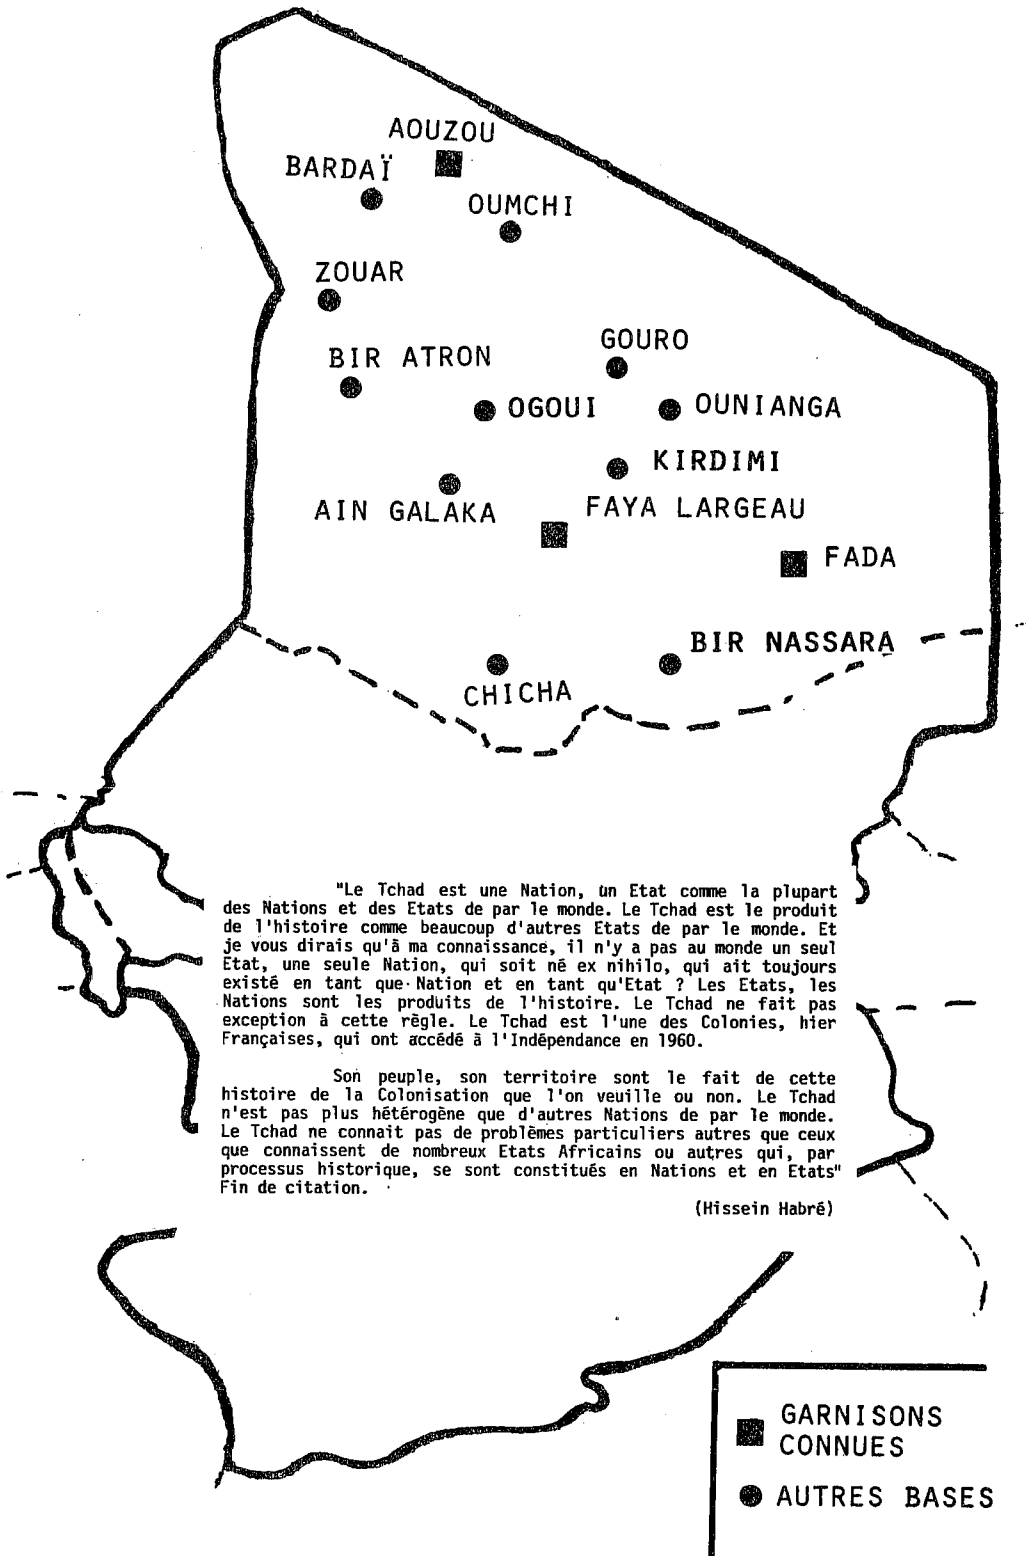 AOUZOU
BARDAÏ
OUMCHI
ZOUAR
GOURO
BIR ATRON
OGOUI
OUNIANGA
KIRDIMI
AIN GALAKA
FAYA LARGEAU
FADA
BIR NASSARA
CHICHA
"Le Tchad est une Nation, un Etat comme la plupart
des Nations et des Etats de par le monde. Le Tchad est le produit
de l'histoire comme beaucoup d'autres Etats de par le monde. Et
je vous dirais qu'à ma connaissance, il n'y a pas au monde un seul
Etat, une seule Nation, qui soit né ex nihilo, qui ait toujours
existé en tant que Nation et en tant qu'Etat ? Les Etats, les
Nations sont les produits de l'histoire. Le Tchad ne fait pas
exception à cette règle. Le Tchad est l'une des Colonies, hier
Françaises, qui ont accédé à l'Indépendance en 1960.
Son peuple, son territoire sont le fait de cette
histoire de la Colonisation que l'on veuille ou non. Le Tchad
n'est pas plus hétérogène que d'autres Nations de par le monde.
Le Tchad ne connait pas de problèmes particuliers autres que ceux
que connaissent de nombreux Etats Africains ou autres qui, par
processus historique, se sont constitués en Nations et en Etats"
Fin de citation.
(Hissein Habré)
GARNISONS
CONNUES
AUTRES BASES